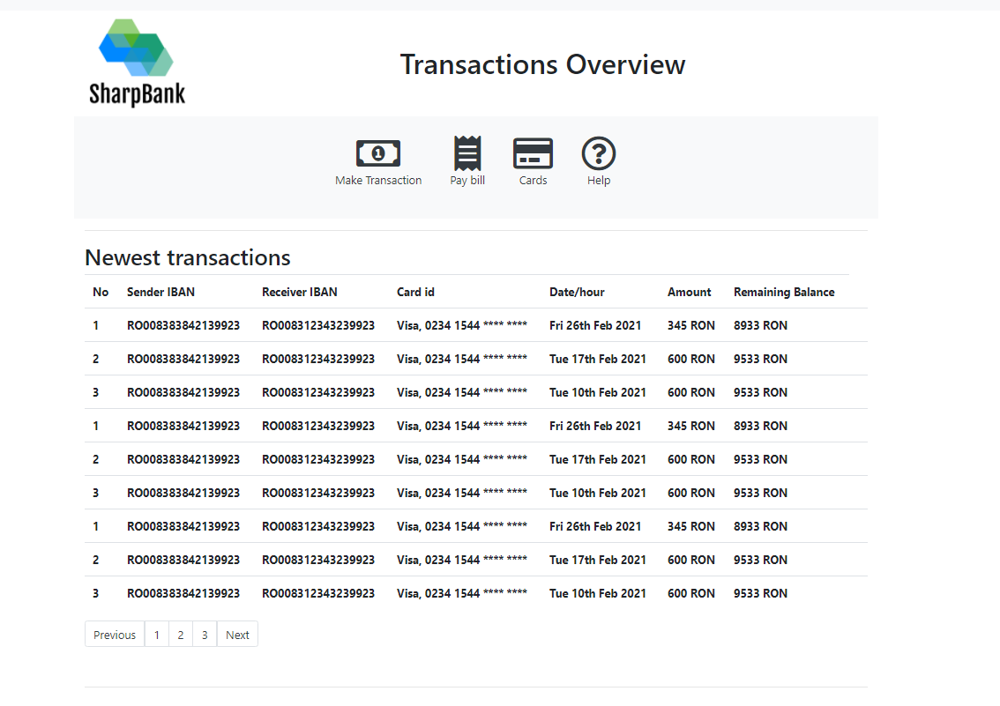 SharpBank
Transactions Overview
1
Make Transaction
Pay bill
Cards
?
Help
Newest transactions
No Sender IBAN Receiver IBAN Card id Date/hour Amount Remaining Balance
1 RO008383842139923 RO008312343239923 Visa, 0234 1544 **** **** Fri 26th Feb 2021 345 RON 8933 RON
2 RO008383842139923 RO008312343239923 Visa, 0234 1544 **** **** Tue 17th Feb 2021 600 RON 9533 RON
3 RO008383842139923 RO008312343239923 Visa, 0234 1544 **** **** Tue 10th Feb 2021 600 RON 9533 RON
1 RO008383842139923 RO008312343239923 Visa, 0234 1544 **** **** Fri 26th Feb 2021 345 RON 8933 RON
2 RO008383842139923 RO008312343239923 Visa, 0234 1544 **** **** Tue 17th Feb 2021 600 RON 9533 RON
3 RO008383842139923 RO008312343239923 Visa, 0234 1544 **** **** Tue 10th Feb 2021 600 RON 9533 RON
1 RO008383842139923 RO008312343239923 Visa, 0234 1544 **** **** Fri 26th Feb 2021 345 RON 8933 RON
2 RO008383842139923 RO008312343239923 Visa, 0234 1544 **** **** Tue 17th Feb 2021 600 RON 9533 RON
3 RO008383842139923 RO008312343239923 Visa, 0234 1544 **** **** Tue 10th Feb 2021 600 RON 9533 RON
Previous 1 2 3 Next